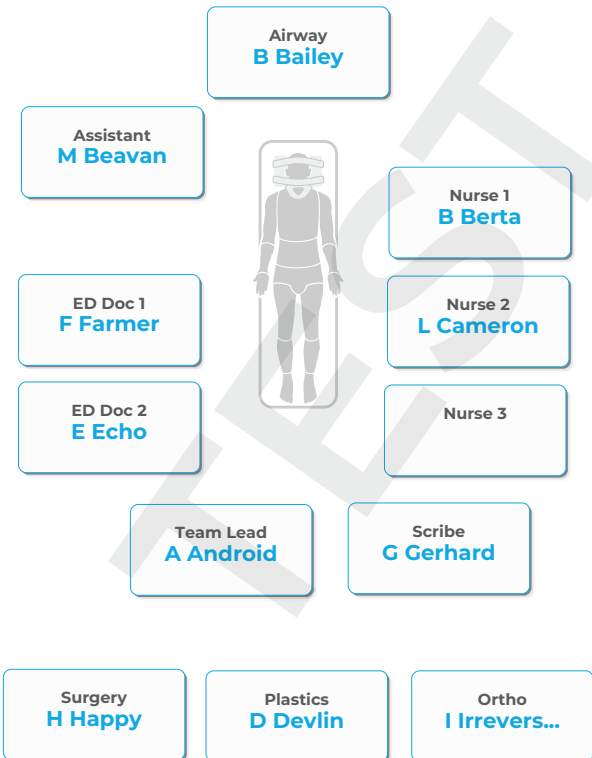 Airway
B Bailey
Assistant
M Beavan
Nurse 1
B Berta
ED Doc 1
F Farmer
Nurse 2
L Cameron
ED Doc 2
E Echo
Nurse 3
Team Lead
A Android
Scribe
G Gerhard
Surgery
H Happy
Plastics
D Devlin
Ortho
I Irrevers...
TEST